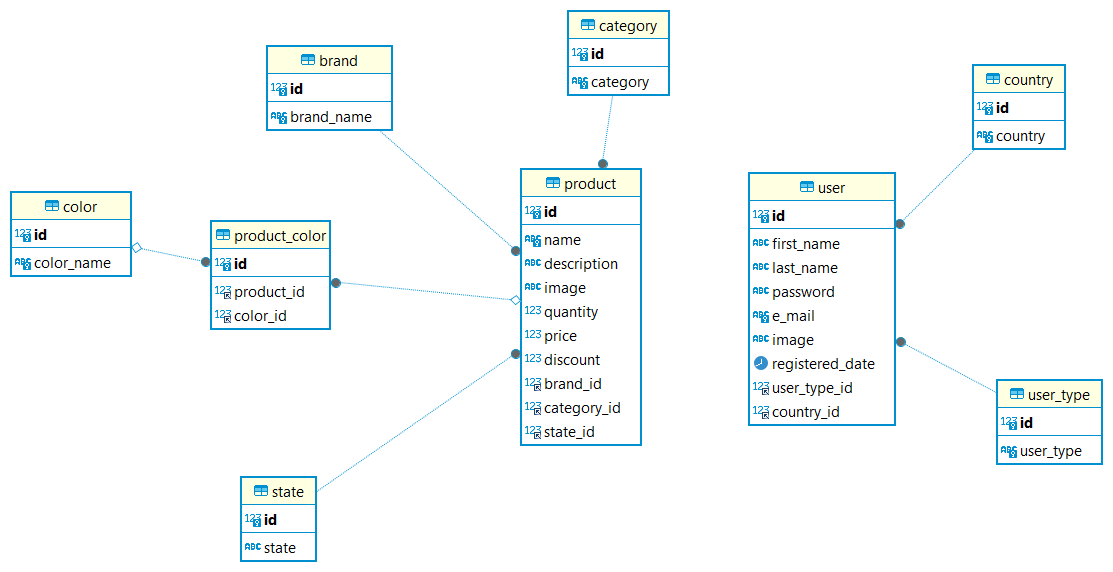 category
id
category
brand
id
brand_name
country
id
country
product
id
name
description
image
quantity
price
discount
brand_id
category_id
state_id
user
id
first_name
last_name
password
e_mail
image
registered_date
user_type_id
country_id
color
id
color_name
product_color
id
product_id
color_id
user_type
id
user_type
state
id
state